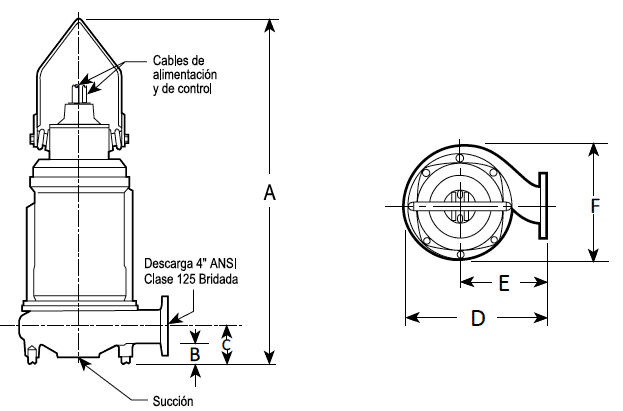 Cables de
alimentación
y de control
A
Descarga 4" ANSI
Clase 125 Bridada
B
C
Succión
F
E
D